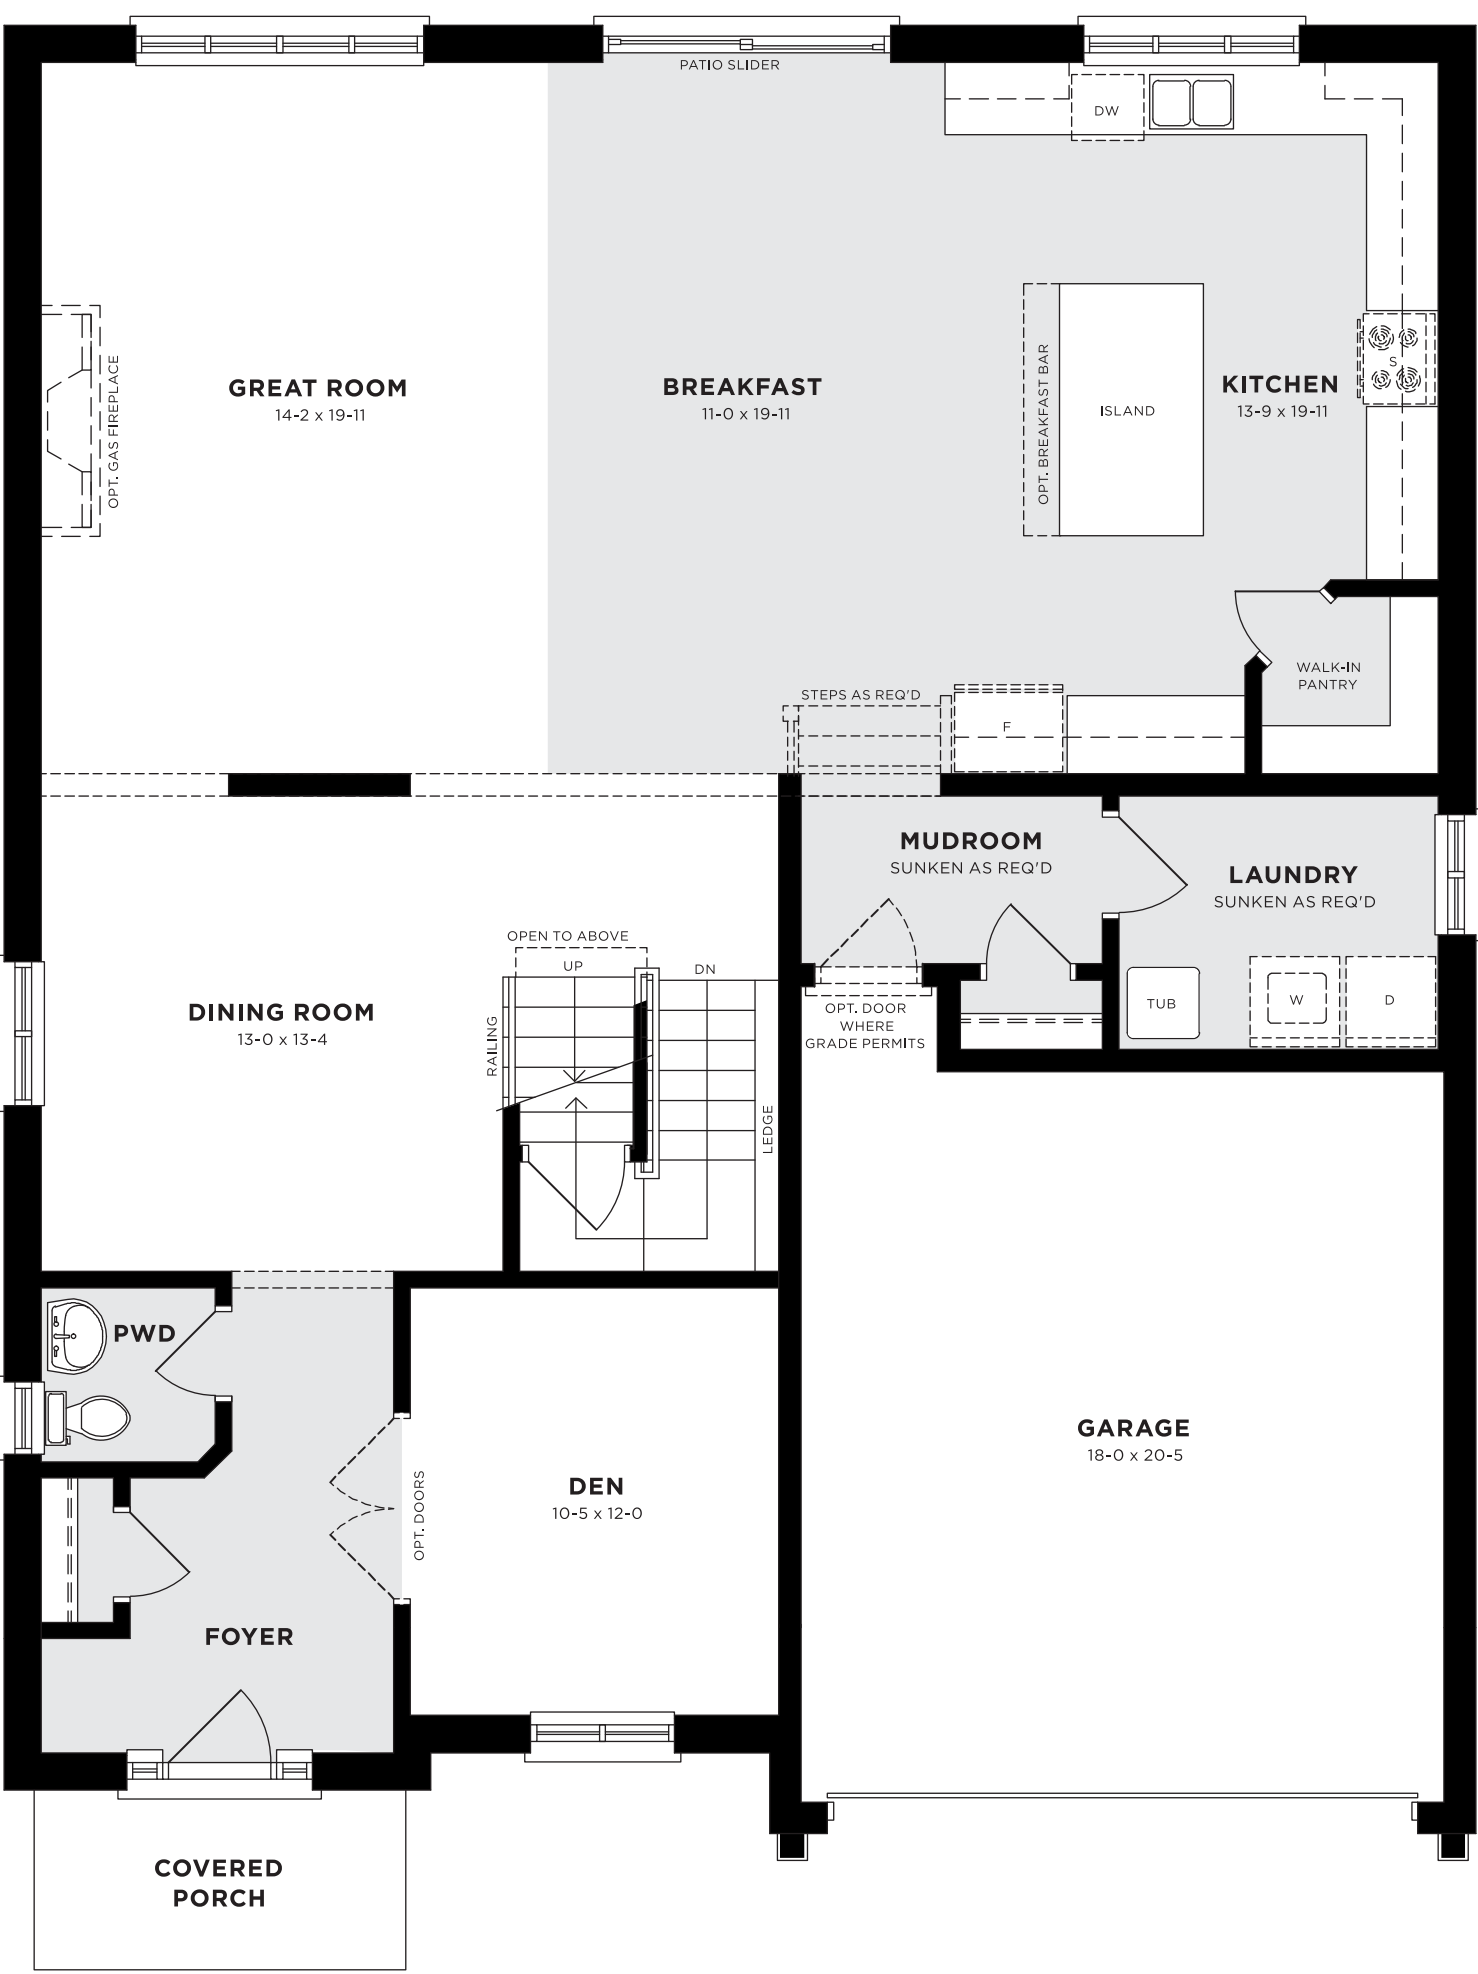 PATIO SLIDER
DW
GREAT ROOM
14-2 x 19-11
OPT. GAS FIREPLACE
BREAKFAST
11-0 x 19-11
OPT. BREAKFAST BAR
ISLAND
KITCHEN
13-9 x 19-11
S
WALK-IN
PANTRY
STEPS AS REQ'D
F
MUDROOM
SUNKEN AS REQ'D
LAUNDRY
SUNKEN AS REQ'D
OPEN TO ABOVE
UP
DN
DINING ROOM
13-0 x 13-4
RAILING
LEDGE
OPT. DOOR
WHERE
GRADE PERMITS
TUB
W
D
PWD
GARAGE
18-0 x 20-5
DEN
10-5 x 12-0
OPT. DOORS
FOYER
COVERED
PORCH